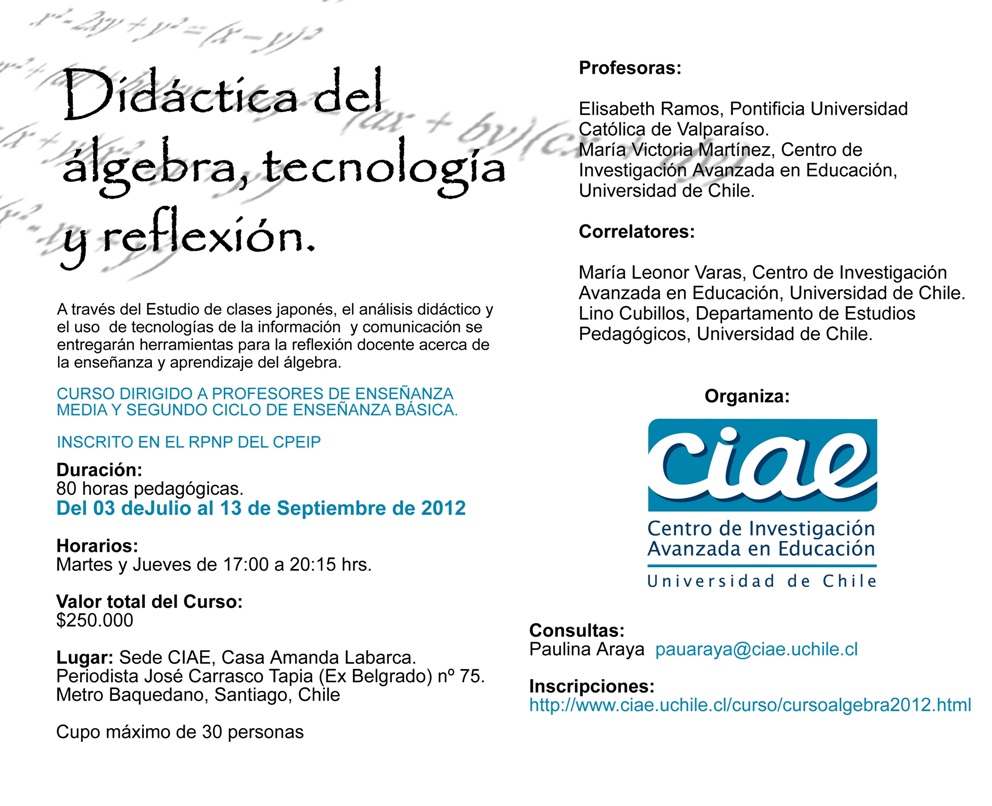 x²- 2xy + y² = (x – y)²
Didáctica del
álgebra, tecnología
y reflexión.
A través del Estudio de clases japonés, el análisis didáctico y
el uso de tecnologías de la información y comunicación se
entregarán herramientas para la reflexión docente acerca de
la enseñanza y aprendizaje del álgebra.
CURSO DIRIGIDO A PROFESORES DE ENSEÑANZA
MEDIA Y SEGUNDO CICLO DE ENSEÑANZA BÁSICA.
INSCRITO EN EL RPNP DEL CPEIP
Duración:
80 horas pedagógicas.
Del 03 deJulio al 13 de Septiembre de 2012
Horarios:
Martes y Jueves de 17:00 a 20:15 hrs.
Valor total del Curso:
$250.000
Lugar: Sede CIAE, Casa Amanda Labarca.
Periodista José Carrasco Tapia (Ex Belgrado) nº 75.
Metro Baquedano, Santiago, Chile
Cupo máximo de 30 personas
Profesoras:
Elisabeth Ramos, Pontificia Universidad
Católica de Valparaíso.
María Victoria Martínez, Centro de
Investigación Avanzada en Educación,
Universidad de Chile.
Correlatores:
María Leonor Varas, Centro de Investigación
Avanzada en Educación, Universidad de Chile.
Lino Cubillos, Departamento de Estudios
Pedagógicos, Universidad de Chile.
Organiza:
ciae
Centro de Investigación
Avanzada en Educación
Universidad de Chile
Consultas:
Paulina Araya pauaraya@ciae.uchile.cl
Inscripciones:
http://www.ciae.uchile.cl/curso/cursoalgebra2012.html